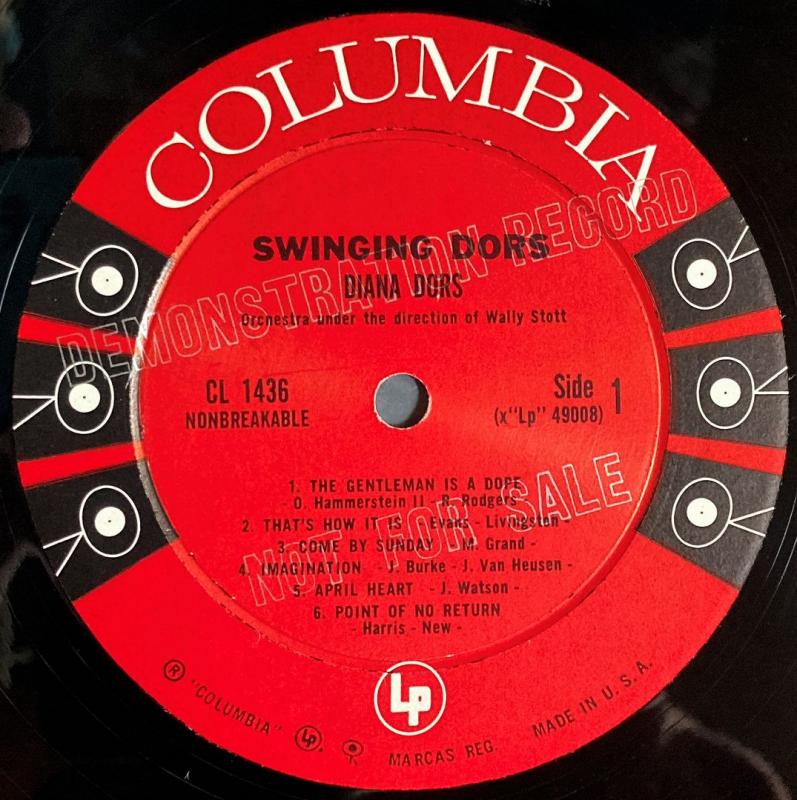 COLUMBIA
DEMONSTRATION RECORD
SWINGING DORS
DIANA DORS
Orchestra under the direction of Wally Stott
CL 1436
NONBREAKABLE
Side 1
(x"Lp" 49008)
NOT FOR SALE
1. THE GENTLEMAN IS A DOPE
- O. Hammerstein II - R. Rodgers -
2. THAT'S HOW IT IS - Evans - Livingston -
3. COME BY SUNDAY - M. Grand -
4. IMAGINATION - J. Burke - J. Van Heusen -
5. APRIL HEART - J. Watson -
6. POINT OF NO RETURN
- Harris - New -
Lp
® "COLUMBIA" Lp ® MARCAS REG. MADE IN U. S. A.